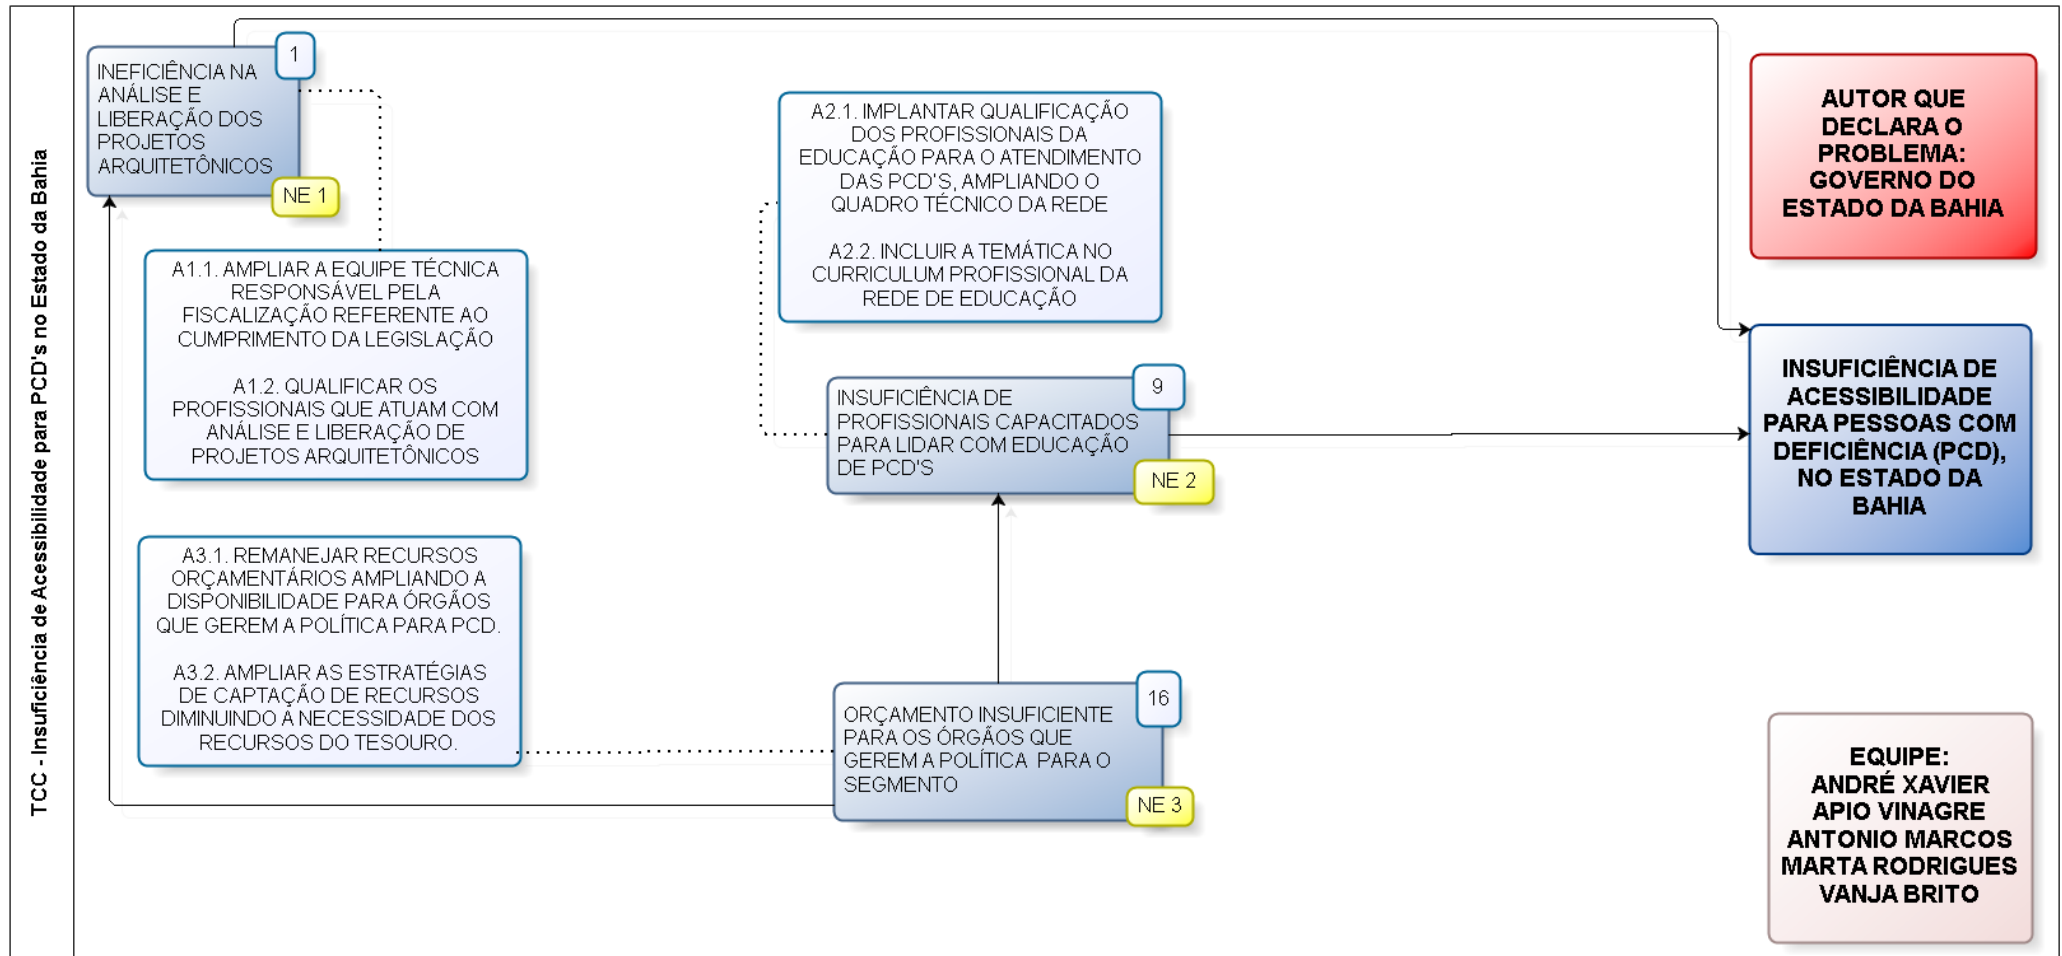 TCC - Insuficiência de Acessibilidade para PCD's no Estado da Bahia
1
INEFICIÊNCIA NA
ANÁLISE E
LIBERAÇÃO DOS
PROJETOS
ARQUITETÔNICOS
NE 1
A1.1. AMPLIAR A EQUIPE TÉCNICA
RESPONSÁVEL PELA
FISCALIZAÇÃO REFERENTE AO
CUMPRIMENTO DA LEGISLAÇÃO
A1.2. QUALIFICAR OS
PROFISSIONAIS QUE ATUAM COM
ANÁLISE E LIBERAÇÃO DE
PROJETOS ARQUITETÔNICOS
A3.1. REMANEJAR RECURSOS
ORÇAMENTÁRIOS AMPLIANDO A
DISPONIBILIDADE PARA ÓRGÃOS
QUE GEREM A POLÍTICA PARA PCD.
A3.2. AMPLIAR AS ESTRATÉGIAS
DE CAPTAÇÃO DE RECURSOS
DIMINUINDO A NECESSIDADE DOS
RECURSOS DO TESOURO.
A2.1. IMPLANTAR QUALIFICAÇÃO
DOS PROFISSIONAIS DA
EDUCAÇÃO PARA O ATENDIMENTO
DAS PCD'S, AMPLIANDO O
QUADRO TÉCNICO DA REDE
A2.2. INCLUIR A TEMÁTICA NO
CURRICULUM PROFISSIONAL DA
REDE DE EDUCAÇÃO
9
INSUFICIÊNCIA DE
PROFISSIONAIS CAPACITADOS
PARA LIDAR COM EDUCAÇÃO
DE PCD'S
NE 2
16
ORÇAMENTO INSUFICIENTE
PARA OS ÓRGÃOS QUE
GEREM A POLÍTICA PARA O
SEGMENTO
NE 3
AUTOR QUE
DECLARA O
PROBLEMA:
GOVERNO DO
ESTADO DA BAHIA
INSUFICIÊNCIA DE
ACESSIBILIDADE
PARA PESSOAS COM
DEFICIÊNCIA (PCD),
NO ESTADO DA
BAHIA
EQUIPE:
ANDRÉ XAVIER
APIO VINAGRE
ANTONIO MARCOS
MARTA RODRIGUES
VANJA BRITO